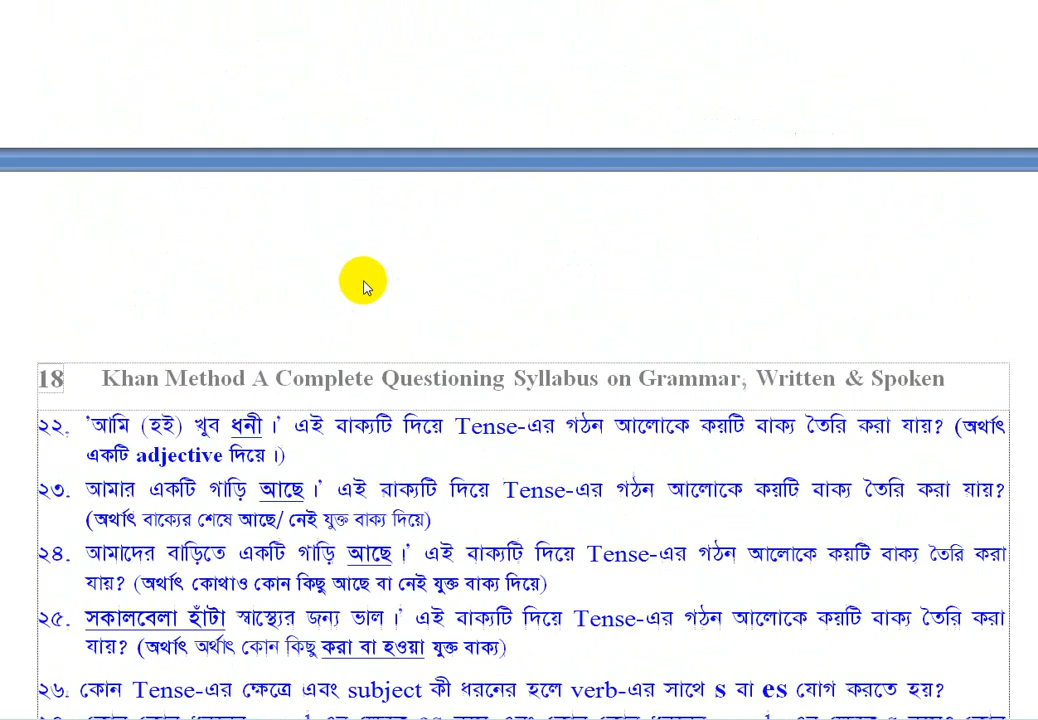 18 Khan Method A Complete Questioning Syllabus on Grammar, Written & Spoken
২২. 'আমি (হই) খুব ধনী।' এই বাক্যটি দিয়ে Tense-এর গঠন আলোকে কয়টি বাক্য তৈরি করা যায়? (অর্থাৎ
একটি adjective দিয়ে।)
২৩. আমার একটি গাড়ি আছে।' এই বাক্যটি দিয়ে Tense-এর গঠন আলোকে কয়টি বাক্য তৈরি করা যায়?
(অর্থাৎ বাক্যের শেষে আছে/ নেই যুক্ত বাক্য দিয়ে)
২৪. আমাদের বাড়িতে একটি গাড়ি আছে।' এই বাক্যটি দিয়ে Tense-এর গঠন আলোকে কয়টি বাক্য তৈরি করা
যায়? (অর্থাৎ কোথাও কোন কিছু আছে বা নেই যুক্ত বাক্য দিয়ে)
২৫. সকালবেলা হাঁটা স্বাস্থ্যের জন্য ভাল।' এই বাক্যটি দিয়ে Tense-এর গঠন আলোকে কয়টি বাক্য তৈরি করা
যায়? (অর্থাৎ অর্থাৎ কোন কিছু করা বা হওয়া যুক্ত বাক্য)
২৬. কোন Tense-এর ক্ষেত্রে এবং subject কী ধরনের হলে verb-এর সাথে s বা es যোগ করতে হয়?